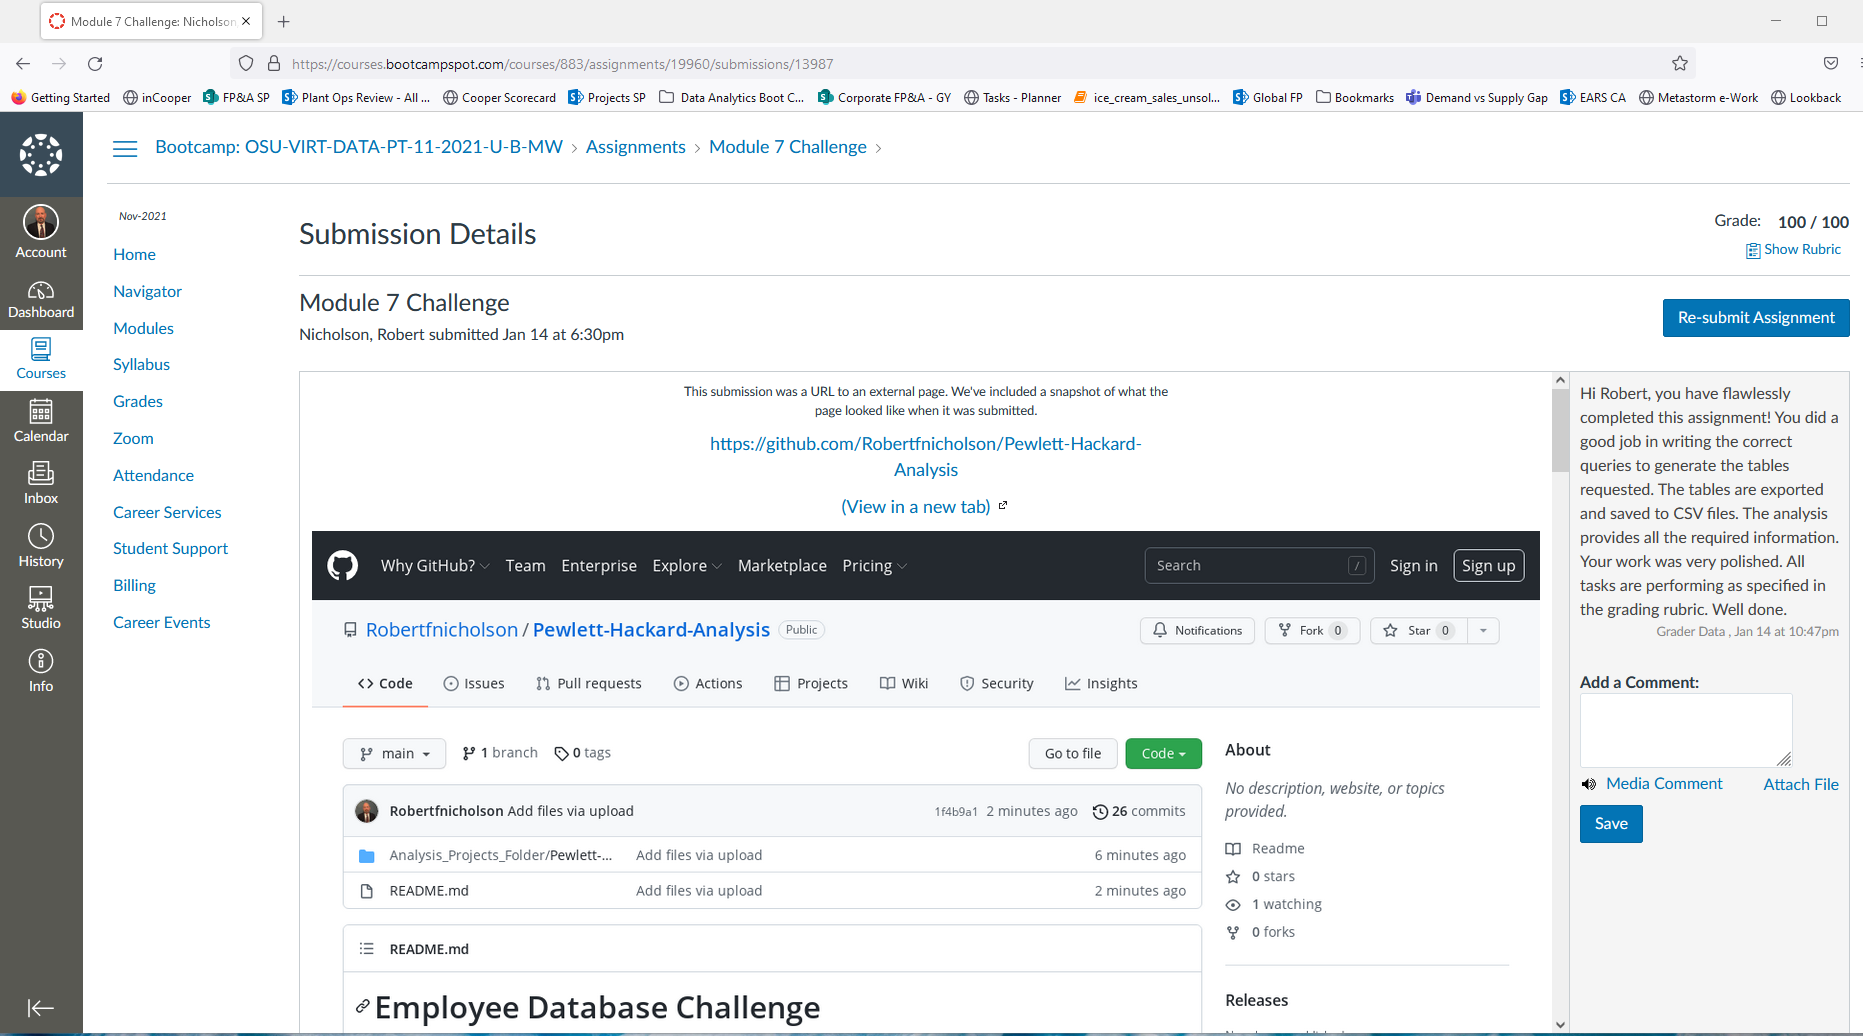 Module 7 Challenge: Nicholson,
https://courses.bootcampspot.com/courses/883/assignments/19960/submissions/13987
Getting Started
inCooper
FP&A SP
Plant Ops Review - All ...
Cooper Scorecard
Projects SP
Data Analytics Boot C...
Corporate FP&A - GY
Tasks - Planner
ice_cream_sales_unsol...
Global FP
Bookmarks
Demand vs Supply Gap
EARS CA
Metastorm e-Work
Lookback
Bootcamp: OSU-VIRT-DATA-PT-11-2021-U-B-MW > Assignments > Module 7 Challenge >
Account
Dashboard
Courses
Calendar
Inbox
History
Studio
Info
Nov-2021
Home
Navigator
Modules
Syllabus
Grades
Zoom
Attendance
Career Services
Student Support
Billing
Career Events
Submission Details
Grade: 100 / 100
Show Rubric
Module 7 Challenge
Nicholson, Robert submitted Jan 14 at 6:30pm
Re-submit Assignment
This submission was a URL to an external page. We've included a snapshot of what the
page looked like when it was submitted.
https://github.com/Robertfnicholson/Pewlett-Hackard-
Analysis
(View in a new tab)
Why GitHub? Team Enterprise Explore Marketplace Pricing
Search /
Sign in
Sign up
Robertfnicholson / Pewlett-Hackard-Analysis Public
Notifications
Fork 0
Star 0
Code
Issues
Pull requests
Actions
Projects
Wiki
Security
Insights
main
1 branch
0 tags
Go to file
Code
Robertfnicholson Add files via upload 1f4b9a1 2 minutes ago 26 commits
Analysis_Projects_Folder/Pewlett-... Add files via upload 6 minutes ago
README.md Add files via upload 2 minutes ago
README.md
Employee Database Challenge
About
No description, website, or topics
provided.
Readme
0 stars
1 watching
0 forks
Releases
Hi Robert, you have flawlessly
completed this assignment! You did a
good job in writing the correct
queries to generate the tables
requested. The tables are exported
and saved to CSV files. The analysis
provides all the required information.
Your work was very polished. All
tasks are performing as specified in
the grading rubric. Well done.
Grader Data , Jan 14 at 10:47pm
Add a Comment:
Media Comment
Attach File
Save